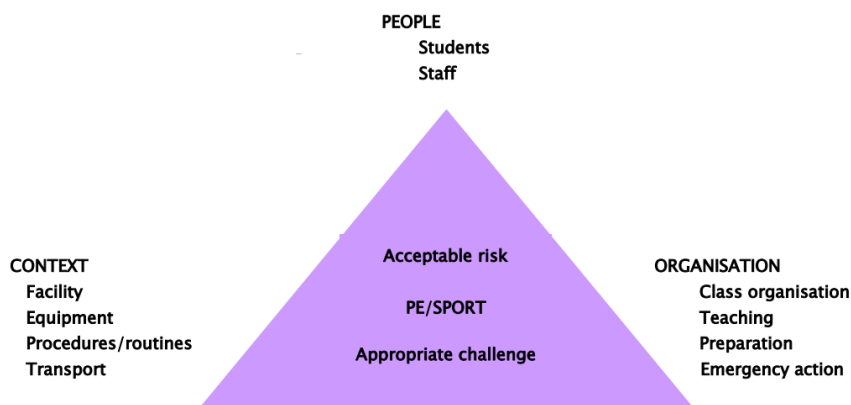 PEOPLE
Students
Staff
Acceptable risk
PE/SPORT
Appropriate challenge
CONTEXT
Facility
Equipment
Procedures/routines
Transport
ORGANISATION
Class organisation
Teaching
Preparation
Emergency action